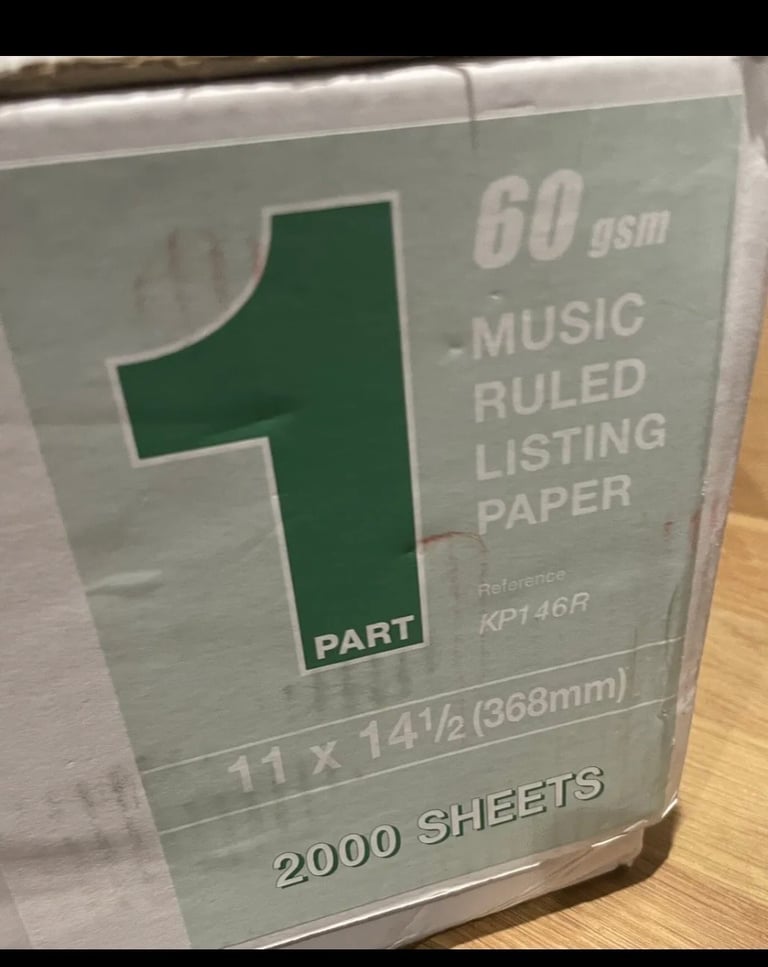 1
PART
60 gsm
MUSIC
RULED
LISTING
PAPER
Reference
KP146R
11 x 14½ (368mm)
2000 SHEETS